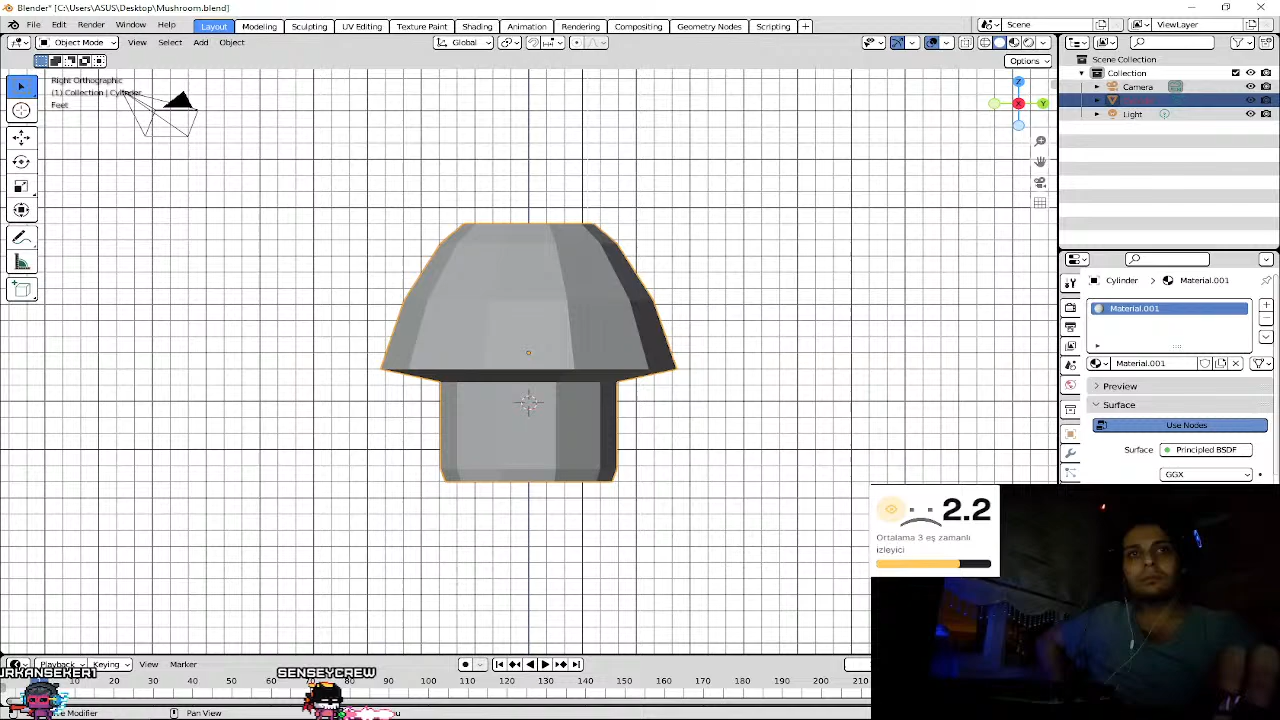 Blender* [C:\Users\ASUS\Desktop\Mushroom.blend]
File Edit Render Window Help
Layout Modeling Sculpting UV Editing Texture Paint Shading Animation Rendering Compositing Geometry Nodes Scripting +
Scene
ViewLayer
Object Mode View Select Add Object
Global
Options
Right Orthographic
(1) Collection | Cylinder
Feet
Z
X
Y
Scene Collection
Collection
Camera
Light
Cylinder
Material.001
Material.001
Material.001
Preview
Surface
Use Nodes
Surface
Principled BSDF
GGX
2.2
Ortalama 3 eş zamanlı
izleyici
Playback Keying View Marker
SENSEYCREW
20 30 40 50 60 70 80 90 100 110 120 130 140 150 160 170 180 190 200 210
Modifier
Pan View